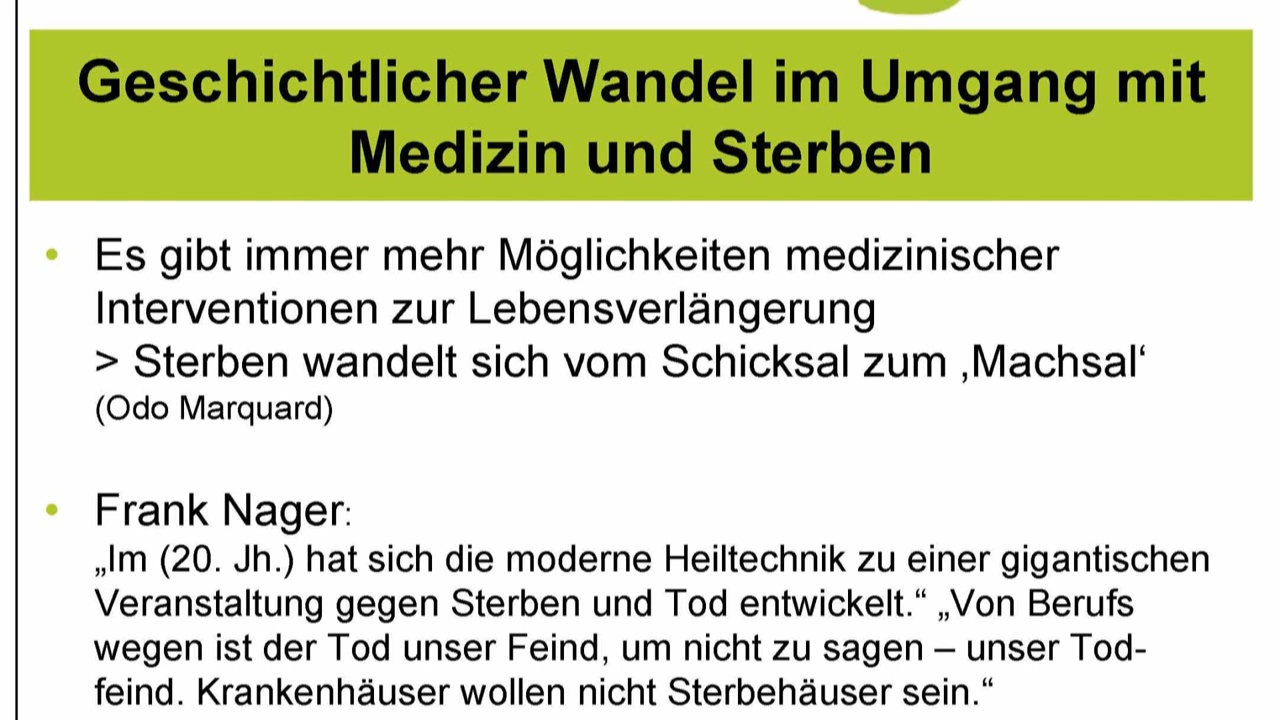 Geschichtlicher Wandel im Umgang mit
Medizin und Sterben
• Es gibt immer mehr Möglichkeiten medizinischer
Interventionen zur Lebensverlängerung
> Sterben wandelt sich vom Schicksal zum ‚Machsal‘
(Odo Marquard)
• Frank Nager:
„Im (20. Jh.) hat sich die moderne Heiltechnik zu einer gigantischen
Veranstaltung gegen Sterben und Tod entwickelt.“ „Von Berufs
wegen ist der Tod unser Feind, um nicht zu sagen – unser Tod-
feind. Krankenhäuser wollen nicht Sterbehäuser sein.“